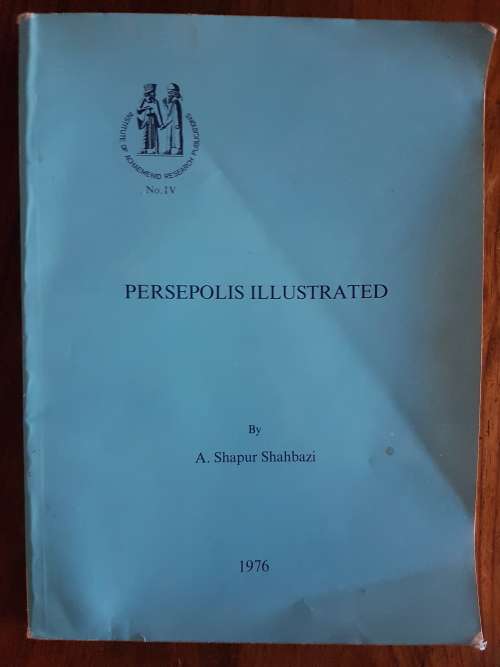 INSTITUTE OF ACHAEMENID RESEARCH PUBLICATIONS
No. IV
PERSEPOLIS ILLUSTRATED
By
A. Shapur Shahbazi
1976